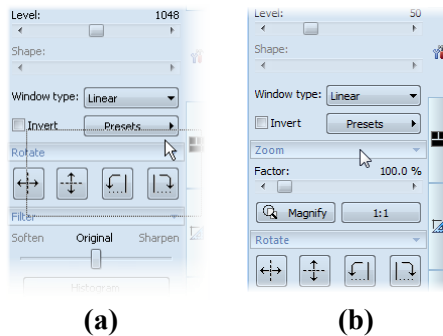 Level: 1048
Shape:
Window type: Linear
Invert Presets
Rotate
Filter
Soften Original Sharpen
Histogram
(a)
Level: 50
Shape:
Window type: Linear
Invert Presets
Zoom
Factor: 100.0 %
Magnify 1:1
Rotate
(b)